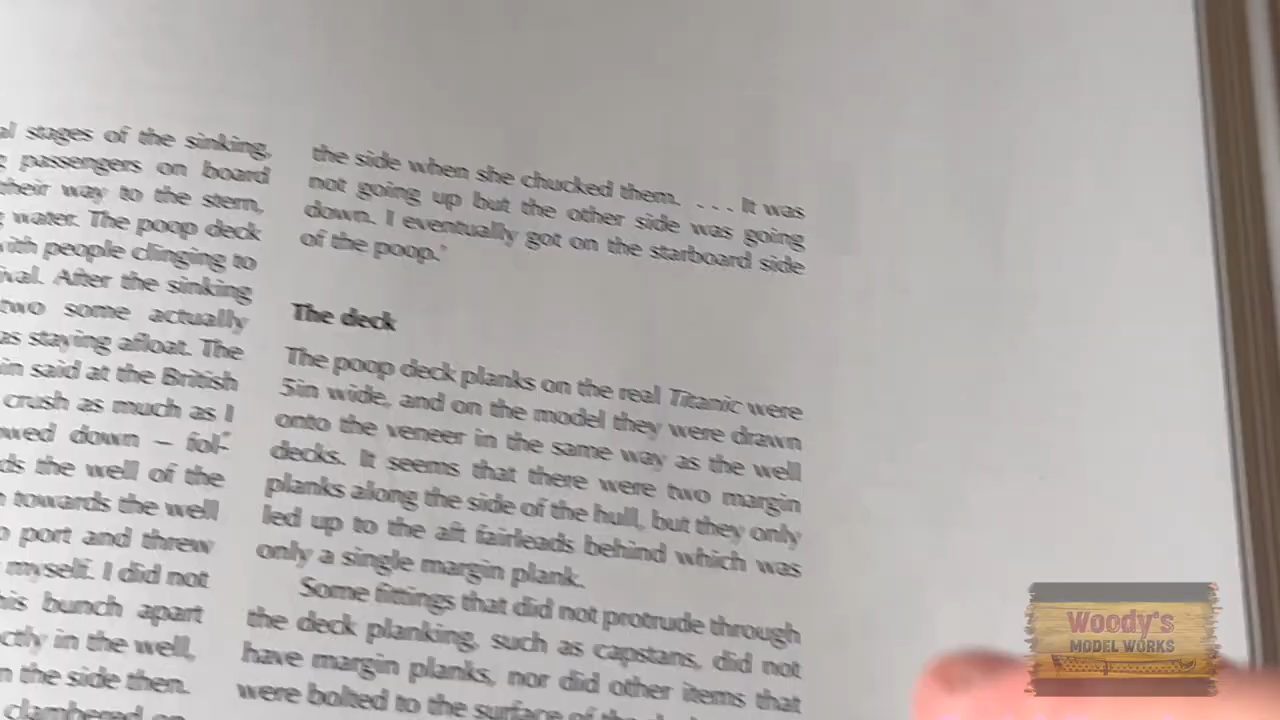 al stages of the sinking,
passengers on board
their way to the stern,
water. The poop deck
ith people clinging to
ival. After the sinking
two some actually
as staying afloat. The
in said at the British
crush as much as I
owed down – fol-
ds the well of the
towards the well
o port and threw
myself. I did not
his bunch apart
ctly in the well,
n the side then.
clambered on
the side when she chucked them. . . . It was
not going up but the other side was going
down. I eventually got on the starboard side
of the poop.'
The deck
The poop deck planks on the real Titanic were
5in wide, and on the model they were drawn
onto the veneer in the same way as the well
decks. It seems that there were two margin
planks along the side of the hull, but they only
led up to the aft fairleads behind which was
only a single margin plank.
Some fittings that did not protrude through
the deck planking, such as capstans, did not
have margin planks, nor did other items that
were bolted to the surface of the
Woody's
MODEL WORKS